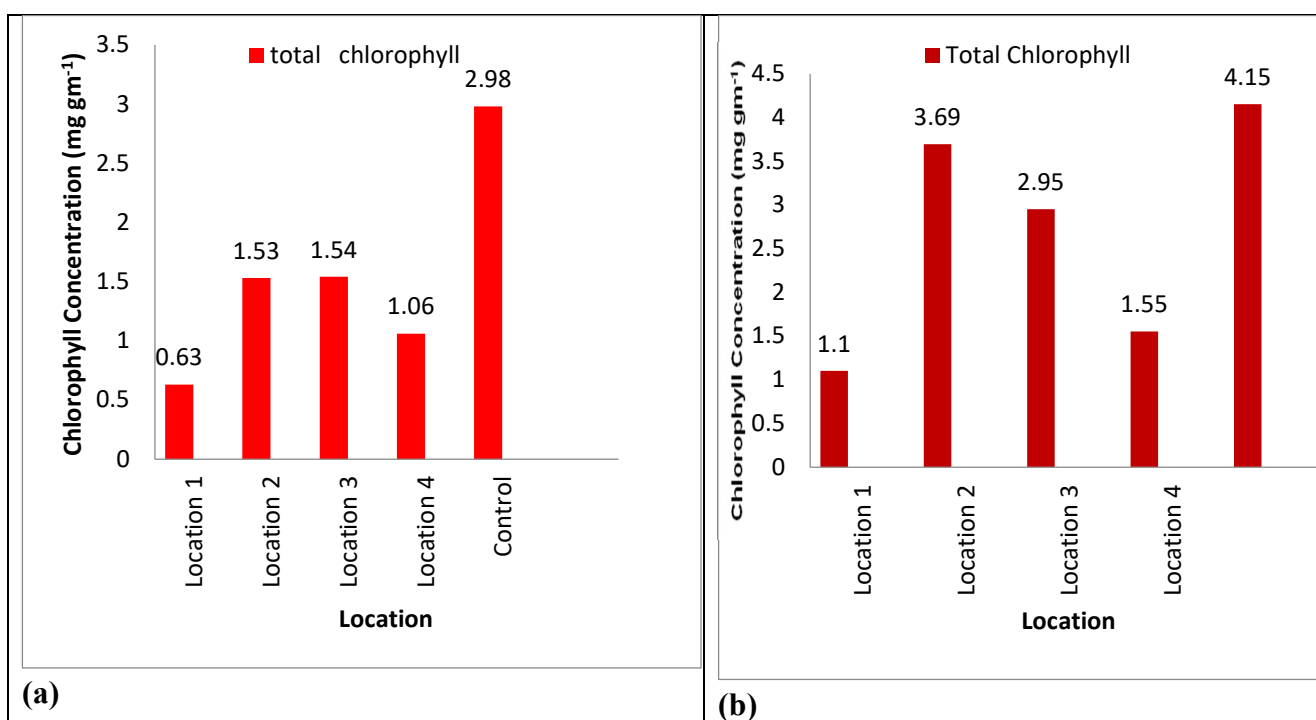 total chlorophyll
Chlorophyll Concentration (mg gm⁻¹)
3.5
3
2.5
2
1.5
1
0.5
0
0.63
1.53
1.54
1.06
2.98
Location 1
Location 2
Location 3
Location 4
Control
Location
(a)
Total Chlorophyll
Chlorophyll Concentration (mg gm⁻¹)
4.5
4
3.5
3
2.5
2
1.5
1
0.5
0
1.1
3.69
2.95
1.55
4.15
Location 1
Location 2
Location 3
Location 4
Location
(b)